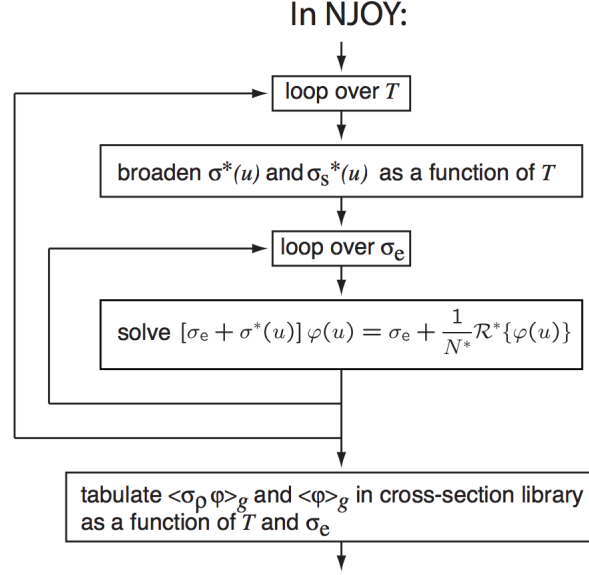 In NJOY:
loop over T
broaden σ*(u) and σs*(u) as a function of T
loop over σe
solve [σe + σ*(u)] φ(u) = σe + 1/N* R*{φ(u)}
tabulate <σρ φ>g and <φ>g in cross-section library
as a function of T and σe